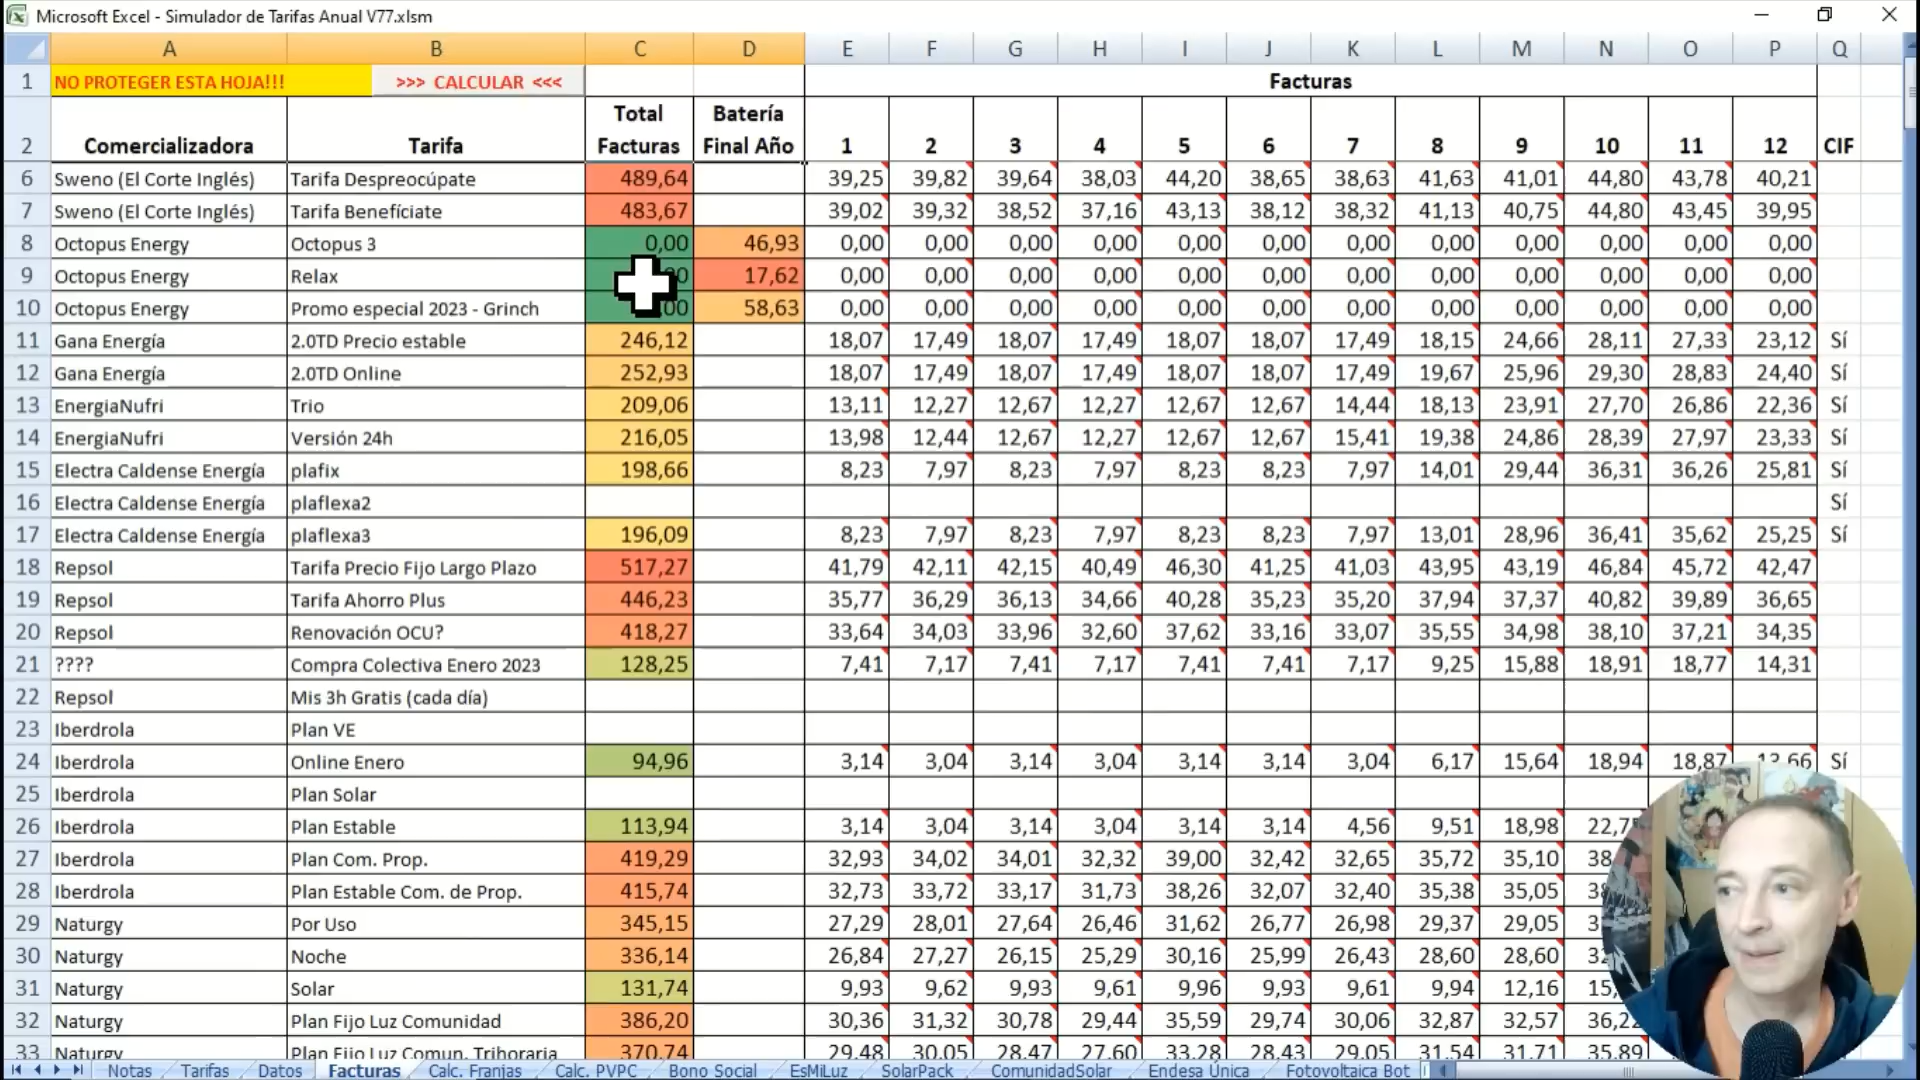 Microsoft Excel - Simulador de Tarifas Anual V77.xlsm
A B C D E F G H I J K L M N O P Q
1 NO PROTEGER ESTA HOJA!!! >>> CALCULAR <<< Facturas
2 Comercializadora Tarifa Total Facturas Batería Final Año 1 2 3 4 5 6 7 8 9 10 11 12 CIF
6 Sweno (El Corte Inglés) Tarifa Despreocúpate 489,64 39,25 39,82 39,64 38,03 44,20 38,65 38,63 41,63 41,01 44,80 43,78 40,21
7 Sweno (El Corte Inglés) Tarifa Benefíciate 483,67 39,02 39,32 38,52 37,16 43,13 38,12 38,32 41,13 40,75 44,80 43,45 39,95
8 Octopus Energy Octopus 3 0,00 46,93 0,00 0,00 0,00 0,00 0,00 0,00 0,00 0,00 0,00 0,00 0,00 0,00
9 Octopus Energy Relax 17,62 0,00 0,00 0,00 0,00 0,00 0,00 0,00 0,00 0,00 0,00 0,00 0,00
10 Octopus Energy Promo especial 2023 - Grinch 58,63 0,00 0,00 0,00 0,00 0,00 0,00 0,00 0,00 0,00 0,00 0,00 0,00
11 Gana Energía 2.0TD Precio estable 246,12 18,07 17,49 18,07 17,49 18,07 18,07 17,49 18,15 24,66 28,11 27,33 23,12 Sí
12 Gana Energía 2.0TD Online 252,93 18,07 17,49 18,07 17,49 18,07 18,07 17,49 19,67 25,96 29,30 28,83 24,40 Sí
13 EnergiaNufri Trio 209,06 13,11 12,27 12,67 12,27 12,67 12,67 14,44 18,13 23,91 27,70 26,86 22,36 Sí
14 EnergiaNufri Versión 24h 216,05 13,98 12,44 12,67 12,27 12,67 12,67 15,41 19,38 24,86 28,39 27,97 23,33 Sí
15 Electra Caldense Energía plafix 198,66 8,23 7,97 8,23 7,97 8,23 8,23 7,97 14,01 29,44 36,31 36,26 25,81 Sí
16 Electra Caldense Energía plaflexa2 Sí
17 Electra Caldense Energía plaflexa3 196,09 8,23 7,97 8,23 7,97 8,23 8,23 7,97 13,01 28,96 36,41 35,62 25,25 Sí
18 Repsol Tarifa Precio Fijo Largo Plazo 517,27 41,79 42,11 42,15 40,49 46,30 41,25 41,03 43,95 43,19 46,84 45,72 42,47
19 Repsol Tarifa Ahorro Plus 446,23 35,77 36,29 36,13 34,66 40,28 35,23 35,20 37,94 37,37 40,82 39,89 36,65
20 Repsol Renovación OCU? 418,27 33,64 34,03 33,96 32,60 37,62 33,16 33,07 35,55 34,98 38,10 37,21 34,35
21 ???? Compra Colectiva Enero 2023 128,25 7,41 7,17 7,41 7,17 7,41 7,41 7,17 9,25 15,88 18,91 18,77 14,31
22 Repsol Mis 3h Gratis (cada día)
23 Iberdrola Plan VE
24 Iberdrola Online Enero 94,96 3,14 3,04 3,14 3,04 3,14 3,14 3,04 6,17 15,64 18,94 18,87 13,66 Sí
25 Iberdrola Plan Solar
26 Iberdrola Plan Estable 113,94 3,14 3,04 3,14 3,04 3,14 3,14 4,56 9,51 18,98
27 Iberdrola Plan Com. Prop. 419,29 32,93 34,02 34,01 32,32 39,00 32,42 32,65 35,72 35,10
28 Iberdrola Plan Estable Com. de Prop. 415,74 32,73 33,72 33,17 31,73 38,26 32,07 32,40 35,38 35,05
29 Naturgy Por Uso 345,15 27,29 28,01 27,64 26,46 31,62 26,77 26,98 29,37 29,05
30 Naturgy Noche 336,14 26,84 27,27 26,15 25,29 30,16 25,99 26,43 28,60 28,60
31 Naturgy Solar 131,74 9,93 9,62 9,93 9,61 9,96 9,93 9,61 9,94 12,16
32 Naturgy Plan Fijo Luz Comunidad 386,20 30,36 31,32 30,78 29,44 35,59 29,74 30,06 32,87 32,57 36,22
33 Naturgy Plan Fijo Luz Comun. Trihoraria 370,74 29,48 30,05 28,47 27,60 33,28 28,43 29,05 31,54 31,71 35,89
Notas Tarifas Datos Facturas Calc. Franjas Calc. PVPC Bono Social EsMiLuz SolarPack ComunidadSolar Endesa Única Fotovoltaica Bot